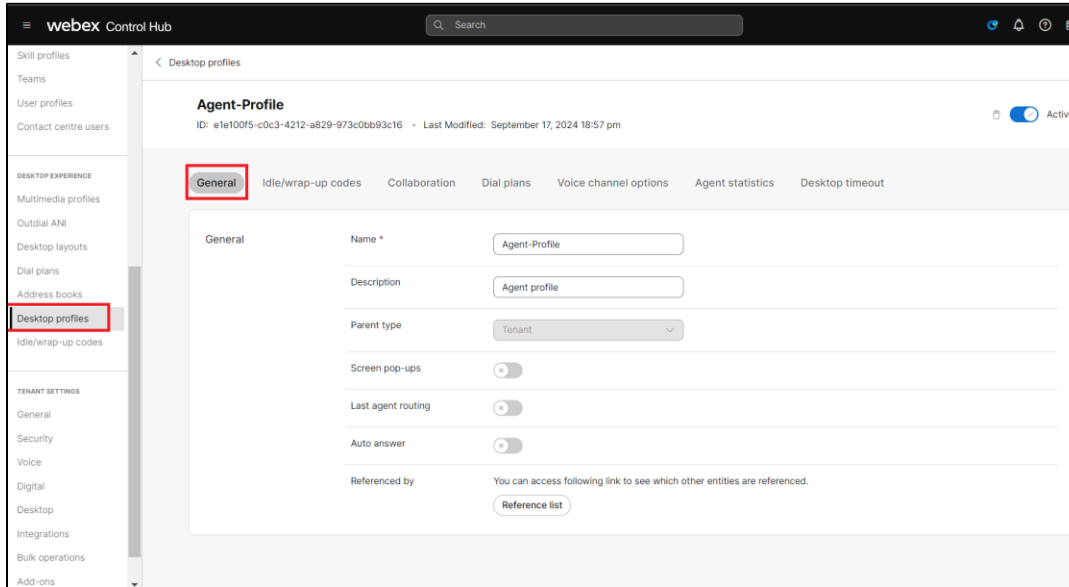 webex Control Hub
Search
Skill profiles
Teams
User profiles
Contact centre users
DESKTOP EXPERIENCE
Multimedia profiles
Outdial ANI
Desktop layouts
Dial plans
Address books
Desktop profiles
Idle/wrap-up codes
TENANT SETTINGS
General
Security
Voice
Digital
Desktop
Integrations
Bulk operations
Add-ons
Desktop profiles
Agent-Profile
ID: e1e100f5-c0c3-4212-a829-973c0bb93c16 • Last Modified: September 17, 2024 18:57 pm
Activ
General Idle/wrap-up codes Collaboration Dial plans Voice channel options Agent statistics Desktop timeout
General
Name * Agent-Profile
Description Agent profile
Parent type Tenant
Screen pop-ups
Last agent routing
Auto answer
Referenced by You can access following link to see which other entities are referenced.
Reference list